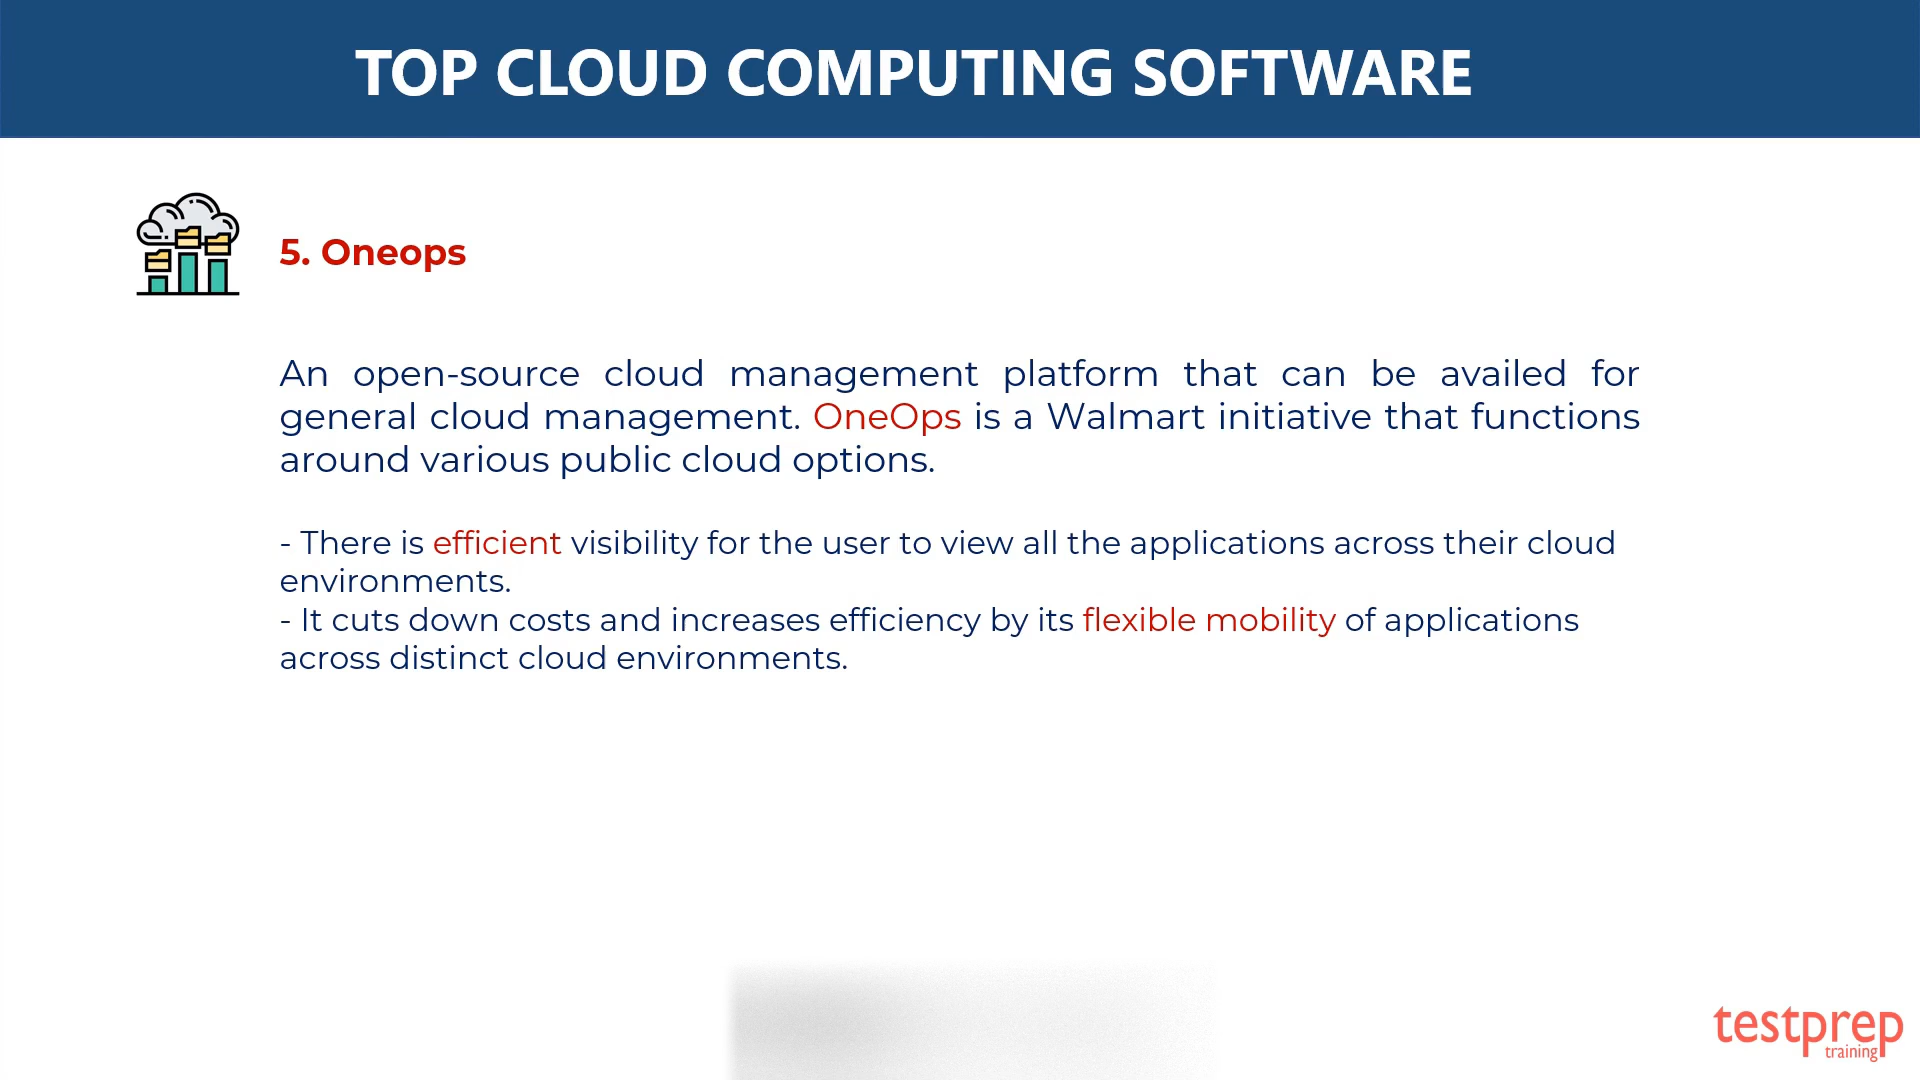 TOP CLOUD COMPUTING SOFTWARE
5. Oneops
An open-source cloud management platform that can be availed for
general cloud management. OneOps is a Walmart initiative that functions
around various public cloud options.
- There is efficient visibility for the user to view all the applications across their cloud
environments.
- It cuts down costs and increases efficiency by its flexible mobility of applications
across distinct cloud environments.
testprep
training